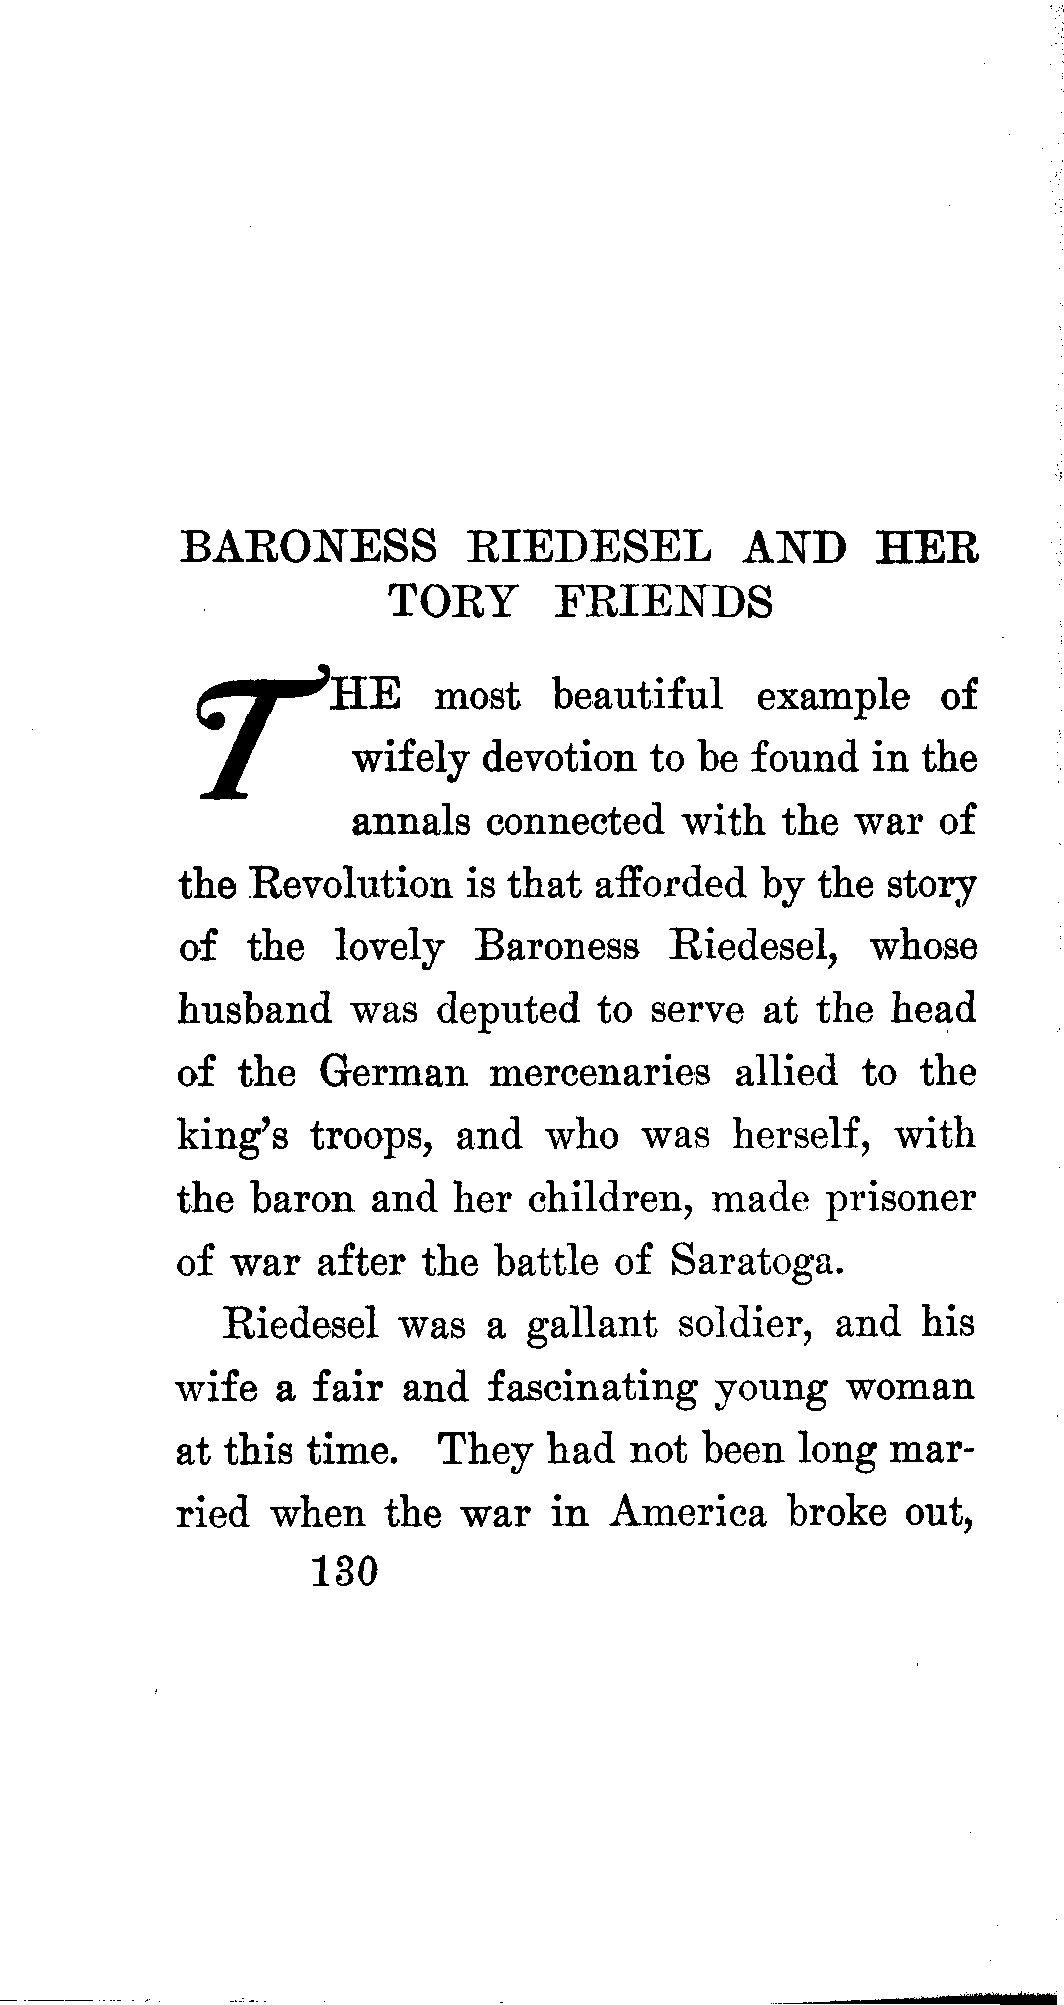 BARONESS RIEDESEL AND HER
TORY FRIENDS
THE most beautiful example of
wifely devotion to be found in the
annals connected with the war of
the Revolution is that afforded by the story
of the lovely Baroness Riedesel, whose
husband was deputed to serve at the head
of the German mercenaries allied to the
king's troops, and who was herself, with
the baron and her children, made prisoner
of war after the battle of Saratoga.
Riedesel was a gallant soldier, and his
wife a fair and fascinating young woman
at this time. They had not been long mar-
ried when the war in America broke out,
130